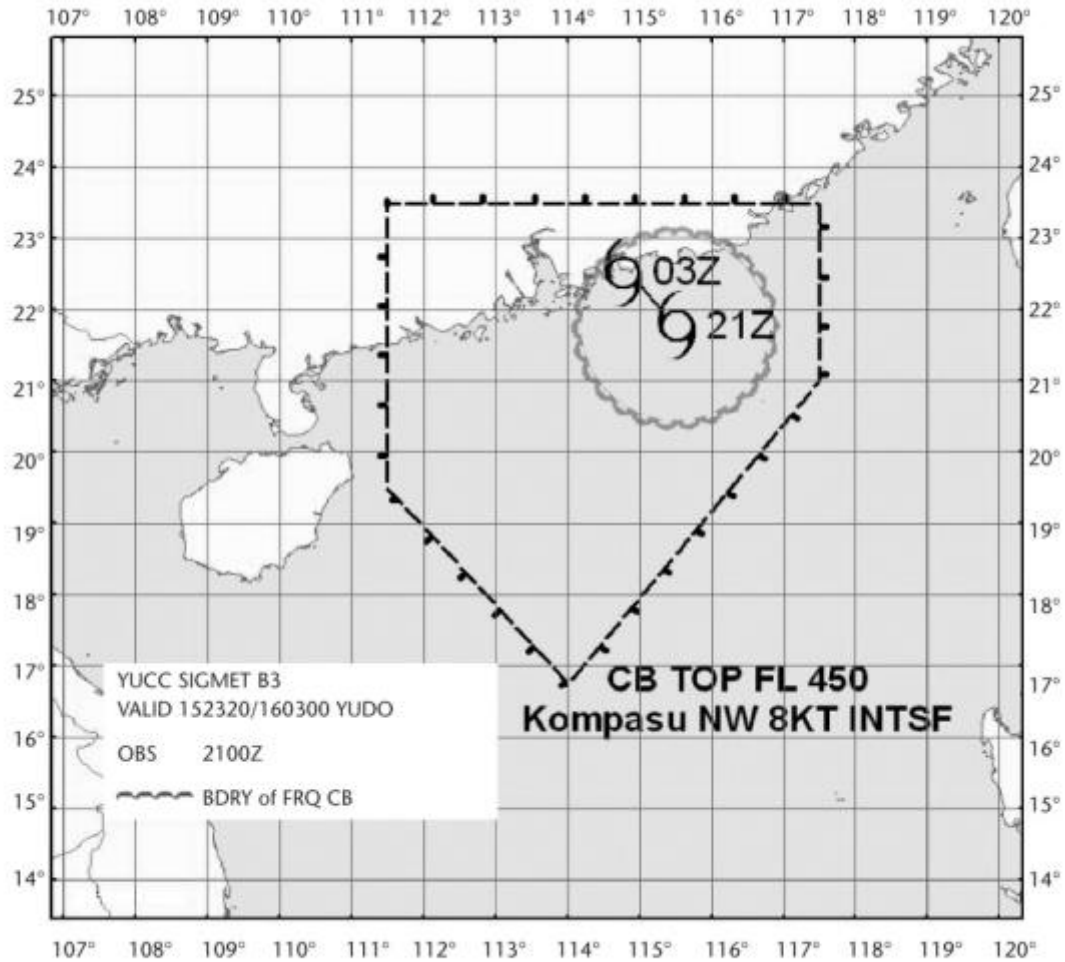 107° 108° 109° 110° 111° 112° 113° 114° 115° 116° 117° 118° 119° 120°
25° 25°
24° 24°
23° 23°
03Z
22° 22°
21Z
21° 21°
20° 20°
19° 19°
18° 18°
17° 17°
CB TOP FL 450
Kompasu NW 8KT INTSF
YUCC SIGMET B3
VALID 152320/160300 YUDO
OBS 2100Z
BDRY of FRQ CB
16° 16°
15° 15°
14° 14°
107° 108° 109° 110° 111° 112° 113° 114° 115° 116° 117° 118° 119° 120°